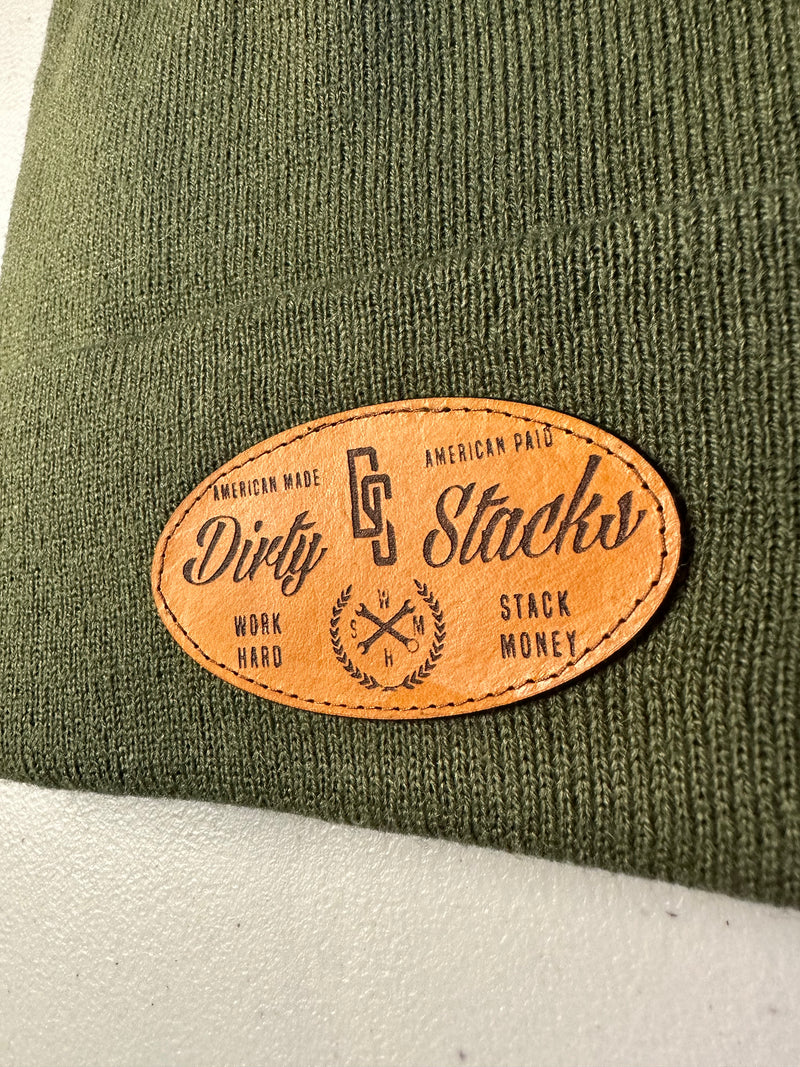 AMERICAN MADE
DS
AMERICAN PAID
Dirty Stacks
WORK
HARD
W
S M
H
STACK
MONEY